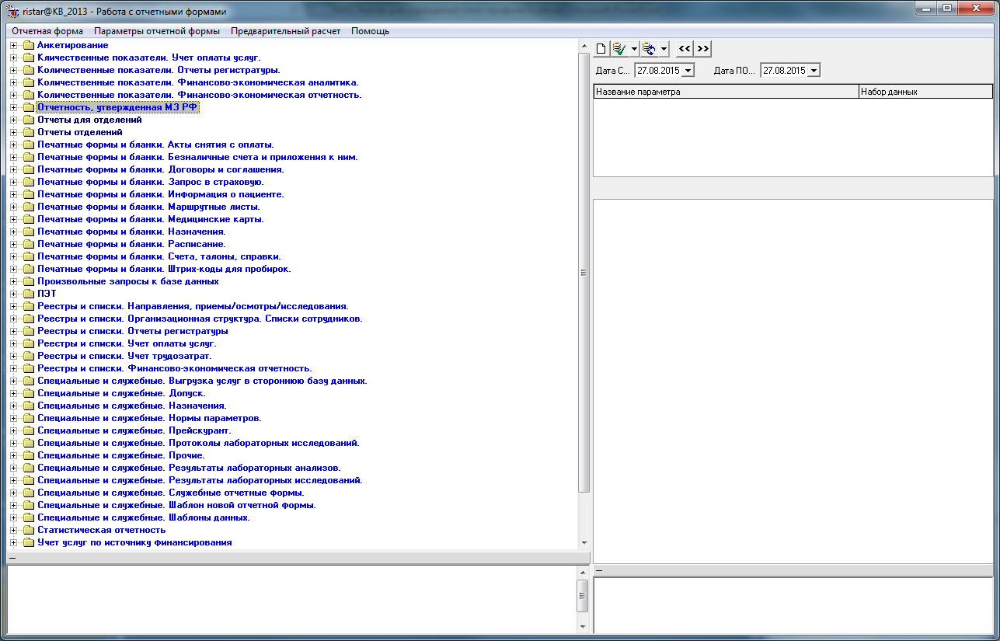 ristar@KB_2013 - Работа с отчетными формами
Отчетная форма Параметры отчетной формы Предварительный расчет Помощь
Анкетирование
Кличественные показатели. Учет оплаты услуг.
Количественные показатели. Отчеты регистратуры.
Количественные показатели. Финансово-экономическая аналитика.
Количественные показатели. Финансово-экономическая отчетность.
Отчетность, утвержденная МЗ РФ
Отчеты для отделений
Отчеты отделений
Печатные формы и бланки. Акты снятия с оплаты.
Печатные формы и бланки. Безналичные счета и приложения к ним.
Печатные формы и бланки. Договоры и соглашения.
Печатные формы и бланки. Запрос в страховую.
Печатные формы и бланки. Информация о пациенте.
Печатные формы и бланки. Маршрутные листы.
Печатные формы и бланки. Медицинские карты.
Печатные формы и бланки. Назначения.
Печатные формы и бланки. Расписание.
Печатные формы и бланки. Счета, талоны, справки.
Печатные формы и бланки. Штрих-коды для пробирок.
Произвольные запросы к базе данных
ПЭТ
Реестры и списки. Направления, приемы/осмотры/исследования.
Реестры и списки. Организационная структура. Списки сотрудников.
Реестры и списки. Отчеты регистратуры
Реестры и списки. Учет оплаты услуг.
Реестры и списки. Учет трудозатрат.
Реестры и списки. Финансово-экономическая отчетность.
Специальные и служебные. Выгрузка услуг в стороннюю базу данных.
Специальные и служебные. Допуск.
Специальные и служебные. Назначения.
Специальные и служебные. Нормы параметров.
Специальные и служебные. Прейскурант.
Специальные и служебные. Протоколы лабораторных исследований.
Специальные и служебные. Прочие.
Специальные и служебные. Результаты лабораторных анализов.
Специальные и служебные. Результаты лабораторных исследований.
Специальные и служебные. Служебные отчетные формы.
Специальные и служебные. Шаблон новой отчетной формы.
Специальные и служебные. Шаблоны данных.
Статистическая отчетность
Учет услуг по источнику финансирования
<< >>
Дата С... 27.08.2015 Дата ПО... 27.08.2015
Название параметра Набор данных